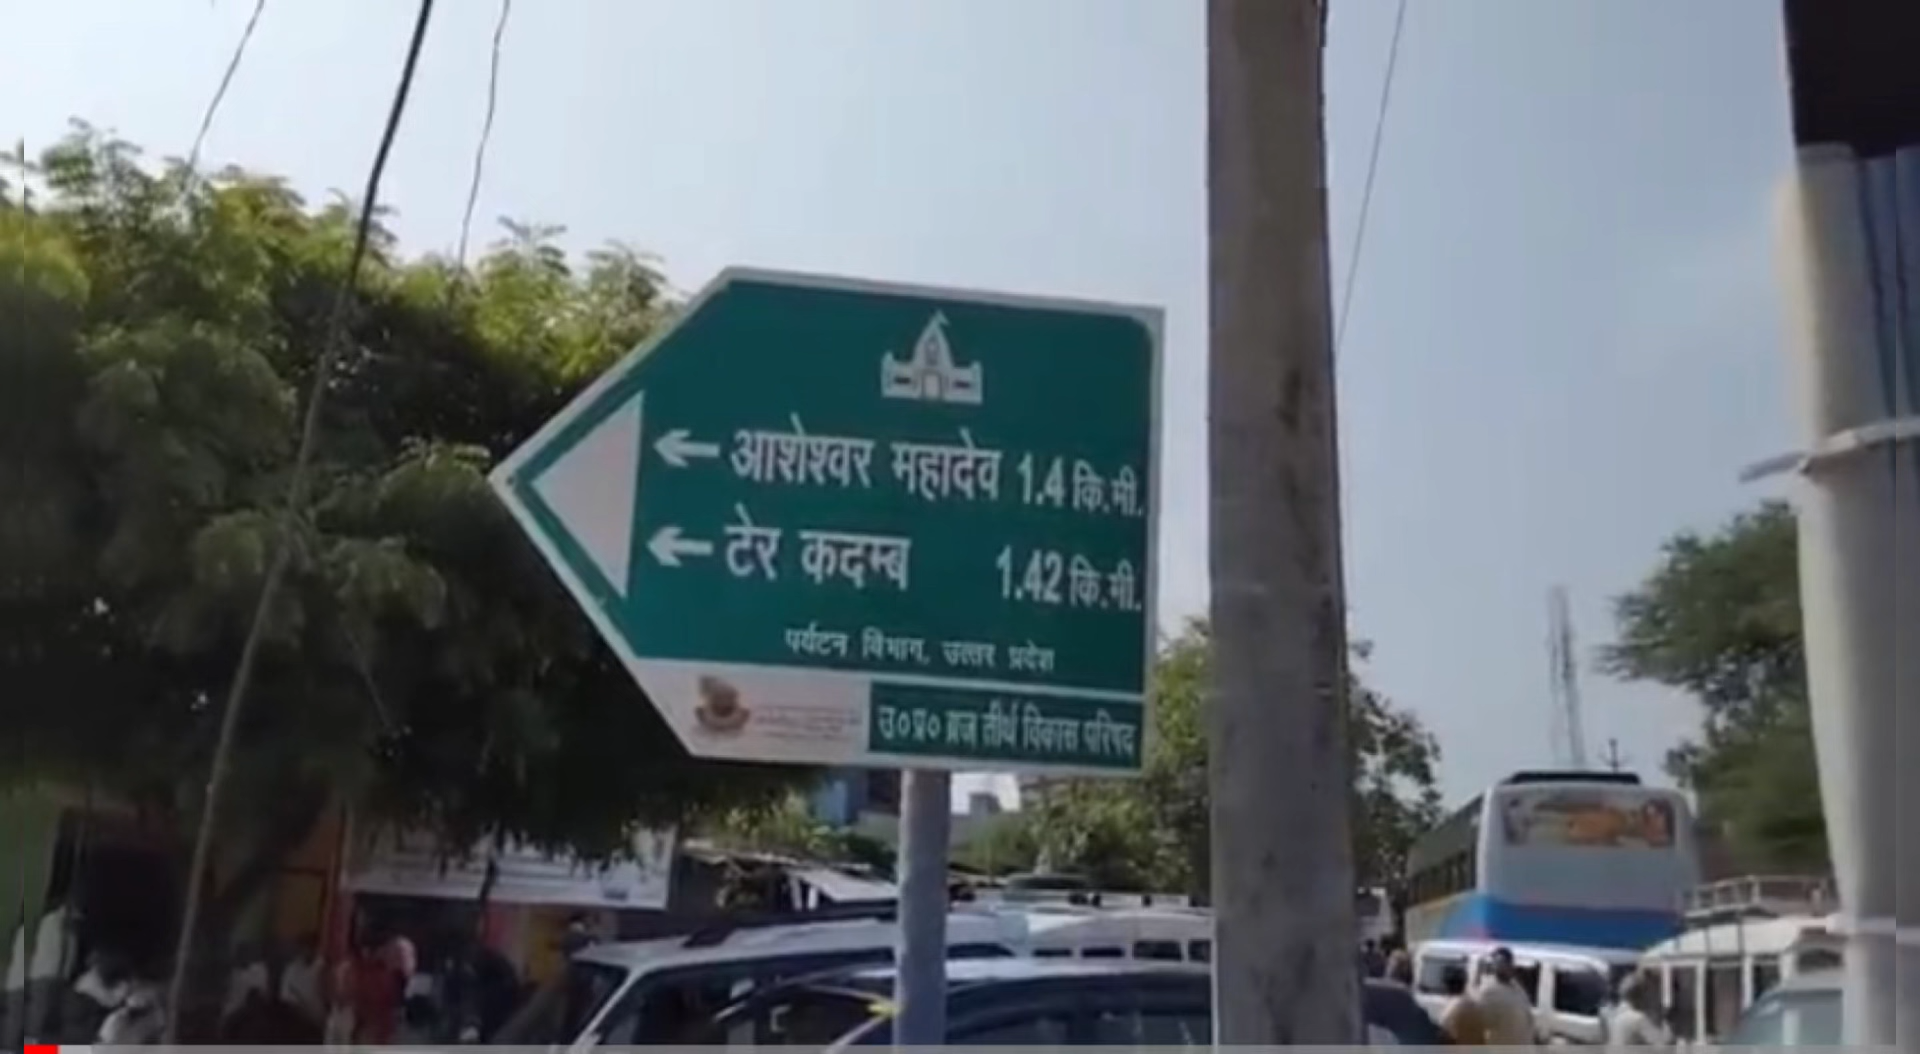 आशेश्वर महादेव 1.4 कि.मी.
टेर कदम्ब 1.42 कि.मी.
पर्यटन विभाग, उत्तर प्रदेश
उ०प्र० ब्रज तीर्थ विकास परिषद